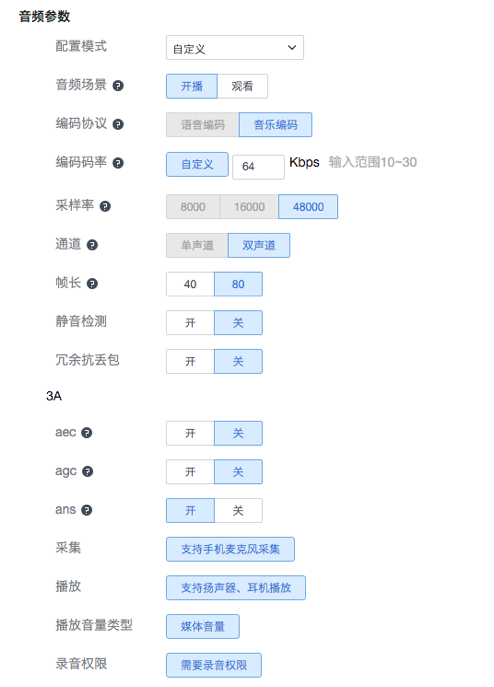 音频参数
配置模式 自定义
音频场景 ? 开播 观看
编码协议 ? 语音编码 音乐编码
编码码率 ? 自定义 64 Kbps 输入范围10~30
采样率 ? 8000 16000 48000
通道 ? 单声道 双声道
帧长 ? 40 80
静音检测 开 关
冗余抗丢包 开 关
3A
aec ? 开 关
agc ? 开 关
ans ? 开 关
采集 支持手机麦克风采集
播放 支持扬声器、耳机播放
播放音量类型 媒体音量
录音权限 需要录音权限